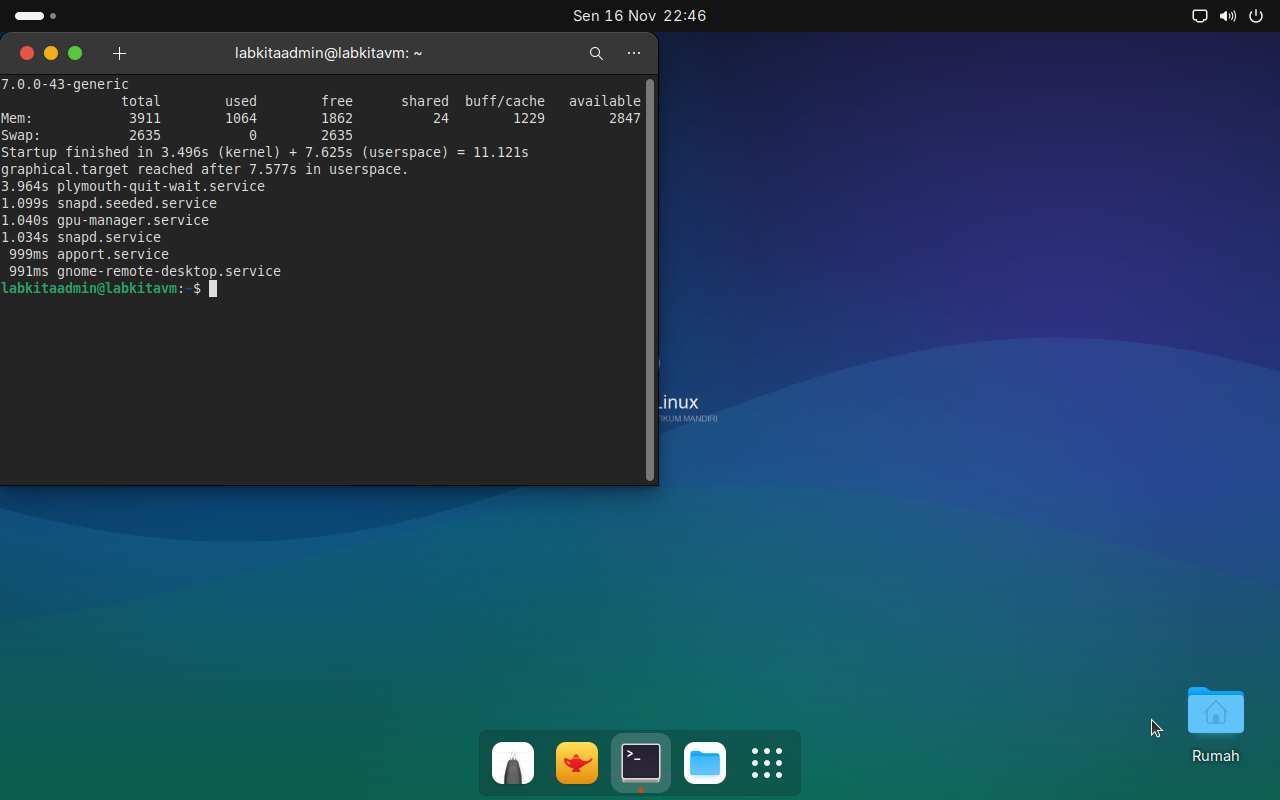 Sen 16 Nov 22:46
labkitaadmin@labkitavm: ~
7.0.0-43-generic
total used free shared buff/cache available
Mem: 3911 1064 1862 24 1229 2847
Swap: 2635 0 2635
Startup finished in 3.496s (kernel) + 7.625s (userspace) = 11.121s
graphical.target reached after 7.577s in userspace.
3.964s plymouth-quit-wait.service
1.099s snapd.seeded.service
1.040s gpu-manager.service
1.034s snapd.service
999ms apport.service
991ms gnome-remote-desktop.service
labkitaadmin@labkitavm:~$
Linux
IKUM MANDIRI
>_
Rumah